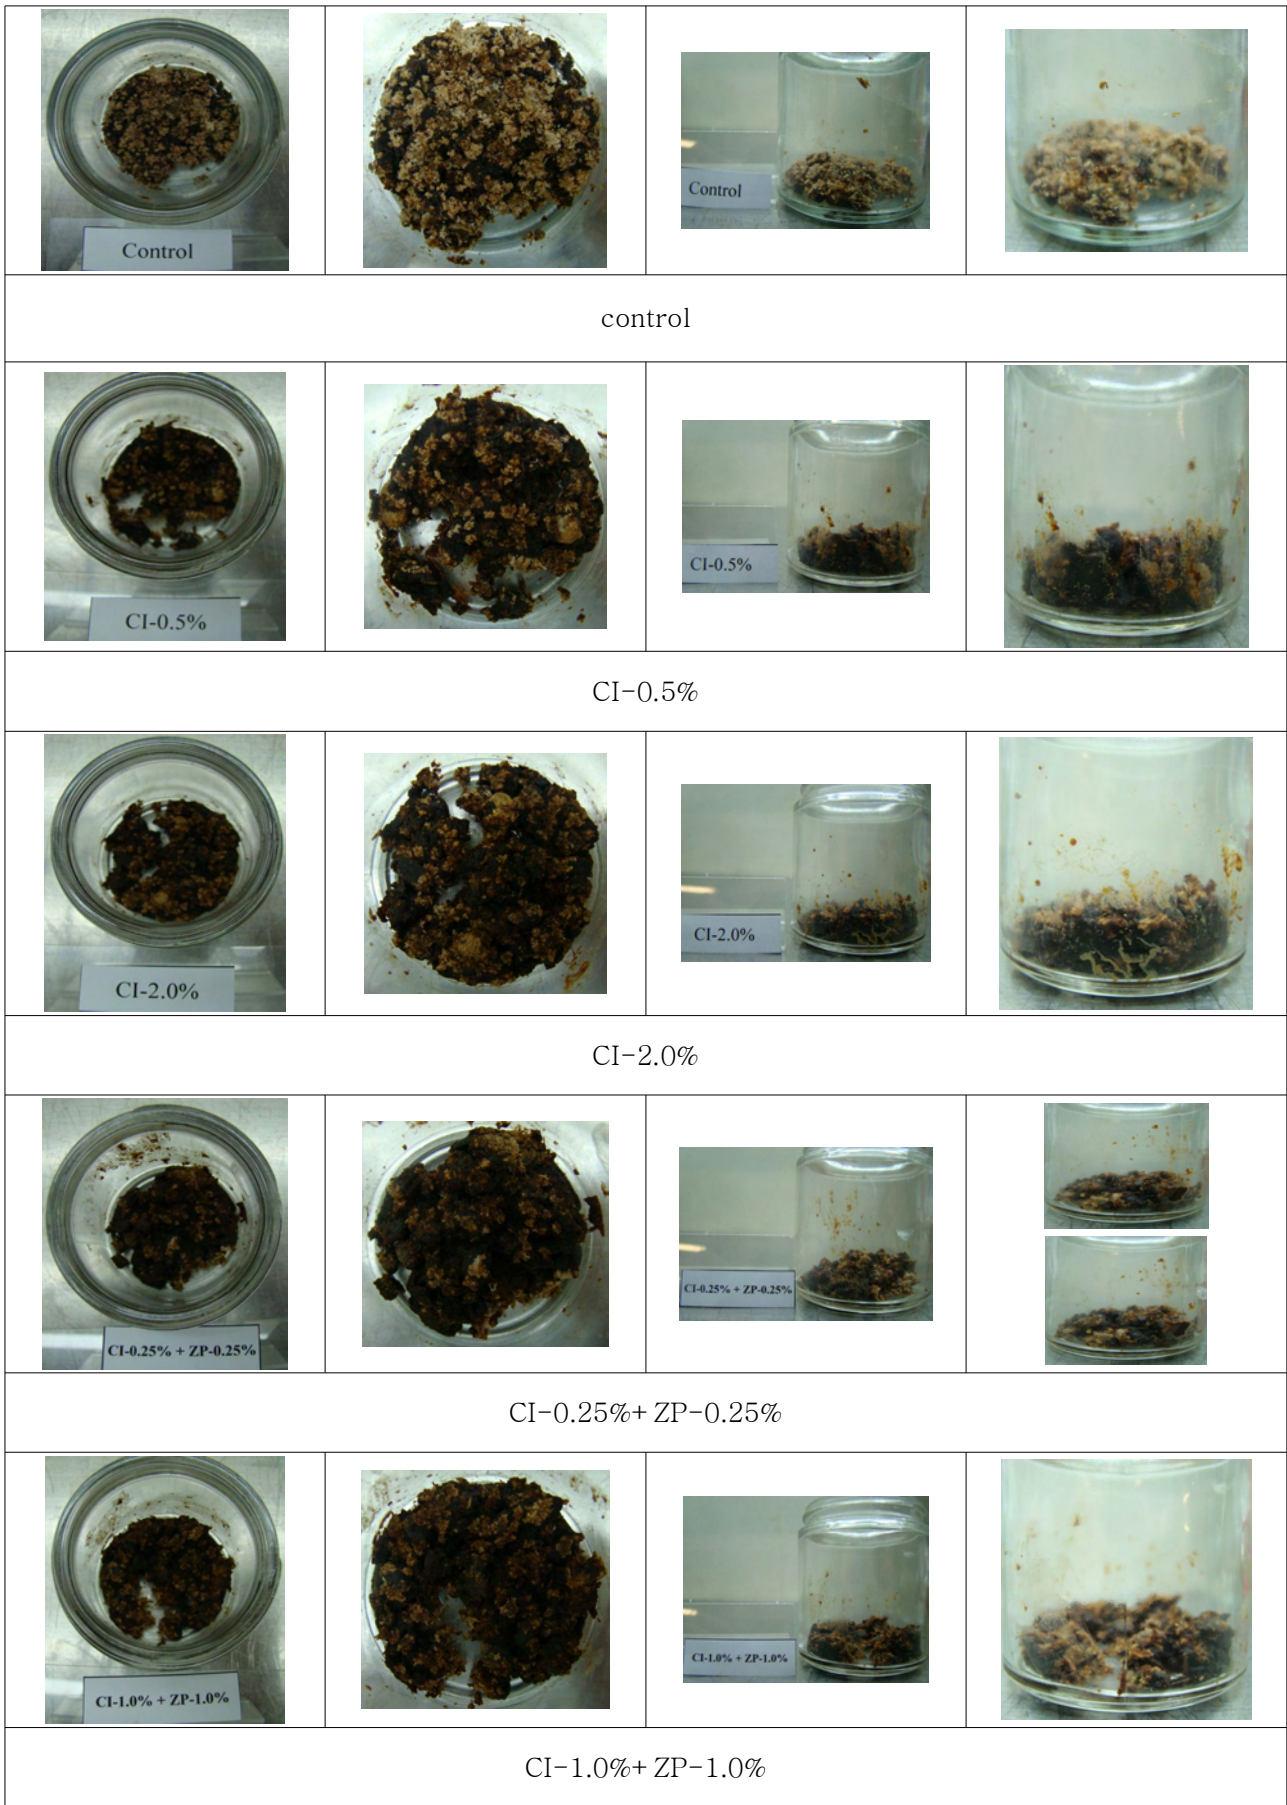 Control
Control
control
CI-0.5%
CI-0.5%
CI-0.5%
CI-2.0%
CI-2.0%
CI-2.0%
CI-0.25% + ZP-0.25%
CI-0.25% + ZP-0.25%
CI-0.25%+ ZP-0.25%
CI-1.0% + ZP-1.0%
CI-1.0% + ZP-1.0%
CI-1.0%+ ZP-1.0%